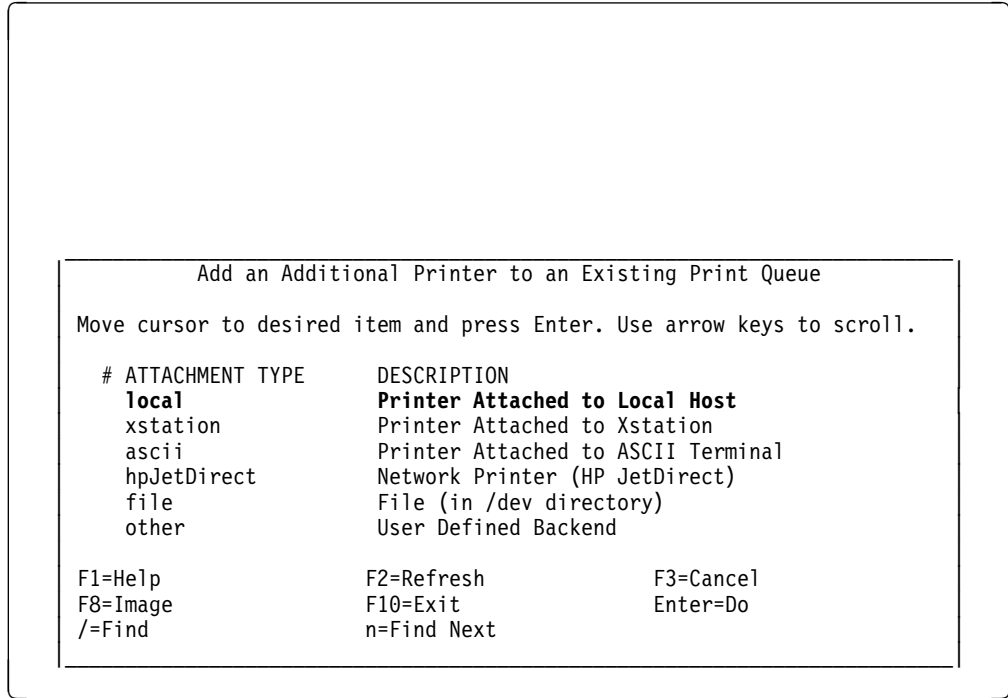 Add an Additional Printer to an Existing Print Queue
Move cursor to desired item and press Enter. Use arrow keys to scroll.
# ATTACHMENT TYPE DESCRIPTION
local Printer Attached to Local Host
xstation Printer Attached to Xstation
ascii Printer Attached to ASCII Terminal
hpJetDirect Network Printer (HP JetDirect)
file File (in /dev directory)
other User Defined Backend
F1=Help F2=Refresh F3=Cancel
F8=Image F10=Exit Enter=Do
/=Find n=Find Next